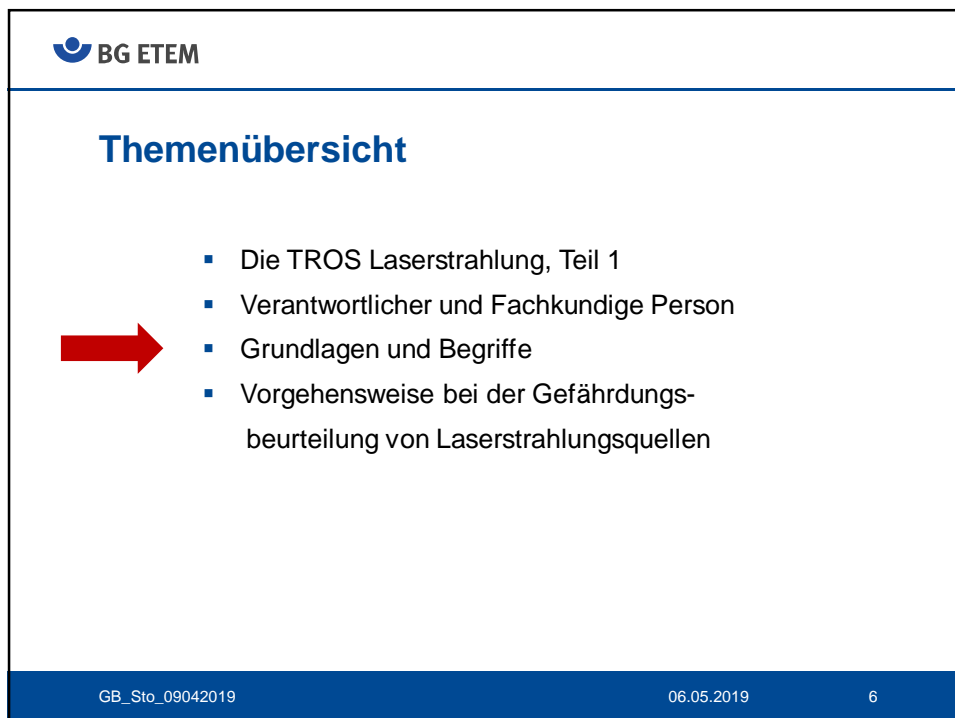 BG ETEM
Themenübersicht
▪ Die TROS Laserstrahlung, Teil 1
▪ Verantwortlicher und Fachkundige Person
▪ Grundlagen und Begriffe
▪ Vorgehensweise bei der Gefährdungs-
beurteilung von Laserstrahlungsquellen
GB_Sto_09042019 06.05.2019 6